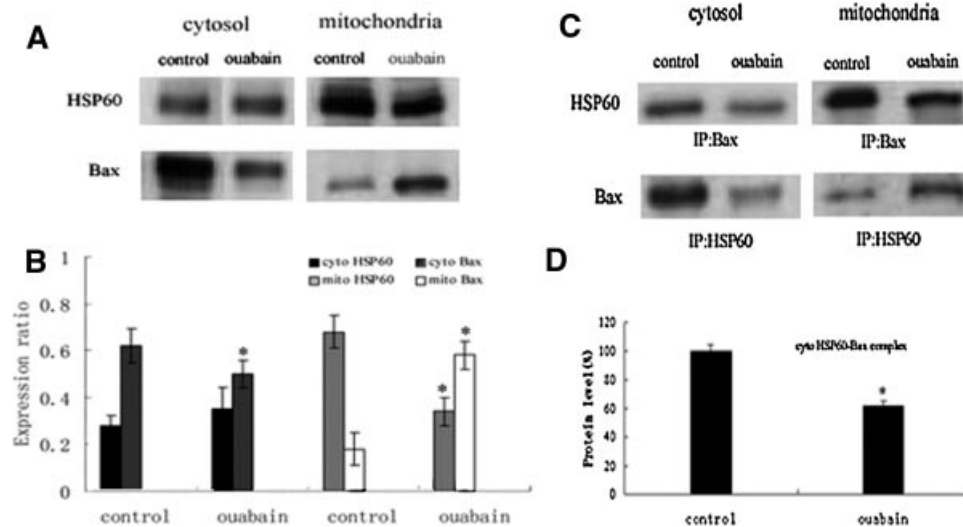 A
cytosol mitochondria
control ouabain control ouabain
HSP60
Bax
B
cyto HSP60 cyto Bax
mito HSP60 mito Bax
Expression ratio
1
0.8
0.6
0.4
0.2
0
* * *
control ouabain control ouabain
C
cytosol mitochondria
control ouabain control ouabain
HSP60
IP:Bax IP:Bax
Bax
IP:HSP60 IP:HSP60
D
Protein level(%)
120
100
80
60
40
20
0
cyto HSP60-Bax complex
*
control ouabain